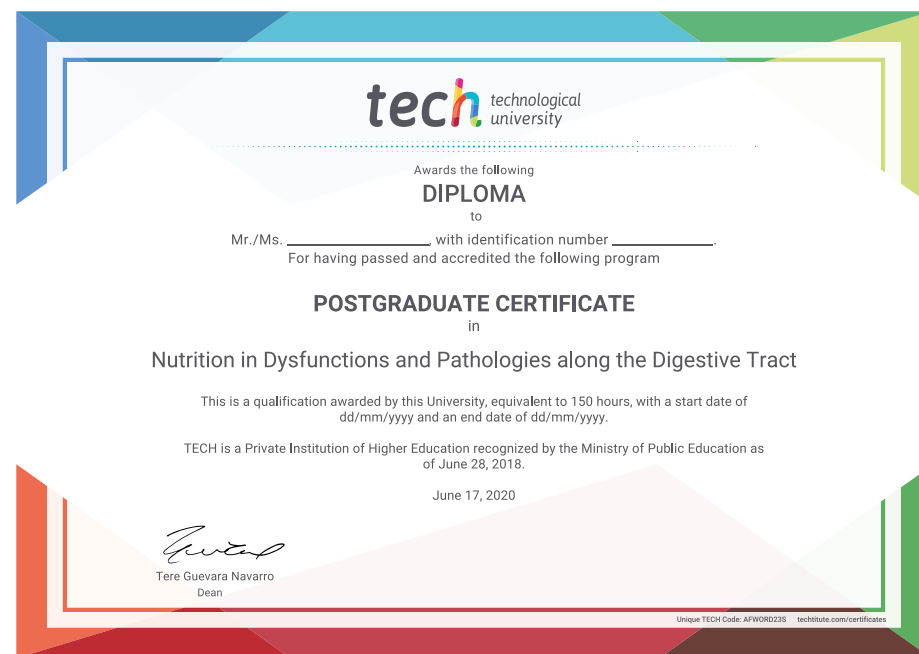 tech technological
university
Awards the following
DIPLOMA
to
Mr./Ms. ________________, with identification number ____________.
For having passed and accredited the following program
POSTGRADUATE CERTIFICATE
in
Nutrition in Dysfunctions and Pathologies along the Digestive Tract
This is a qualification awarded by this University, equivalent to 150 hours, with a start date of
dd/mm/yyyy and an end date of dd/mm/yyyy.
TECH is a Private Institution of Higher Education recognized by the Ministry of Public Education as
of June 28, 2018.
June 17, 2020
Tere Guevara Navarro
Dean
Unique TECH Code: AFWORD23S techtitute.com/certificates